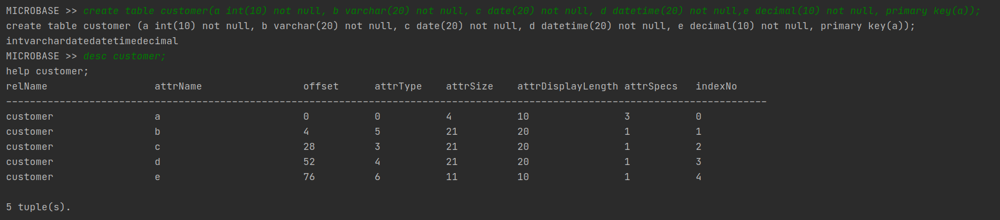 MICROBASE >> create table customer(a int(10) not null, b varchar(20) not null, c date(20) not null, d datetime(20) not null,e decimal(10) not null, primary key(a));
create table customer (a int(10) not null, b varchar(20) not null, c date(20) not null, d datetime(20) not null, e decimal(10) not null, primary key(a));
intvarchardatedatetimedecimal
MICROBASE >> desc customer;
help customer;
relName attrName offset attrType attrSize attrDisplayLength attrSpecs indexNo
--------------------------------------------------------------------------------------------------------------------------------
customer a 0 0 4 10 3 0
customer b 4 5 21 20 1 1
customer c 28 3 21 20 1 2
customer d 52 4 21 20 1 3
customer e 76 6 11 10 1 4
5 tuple(s).